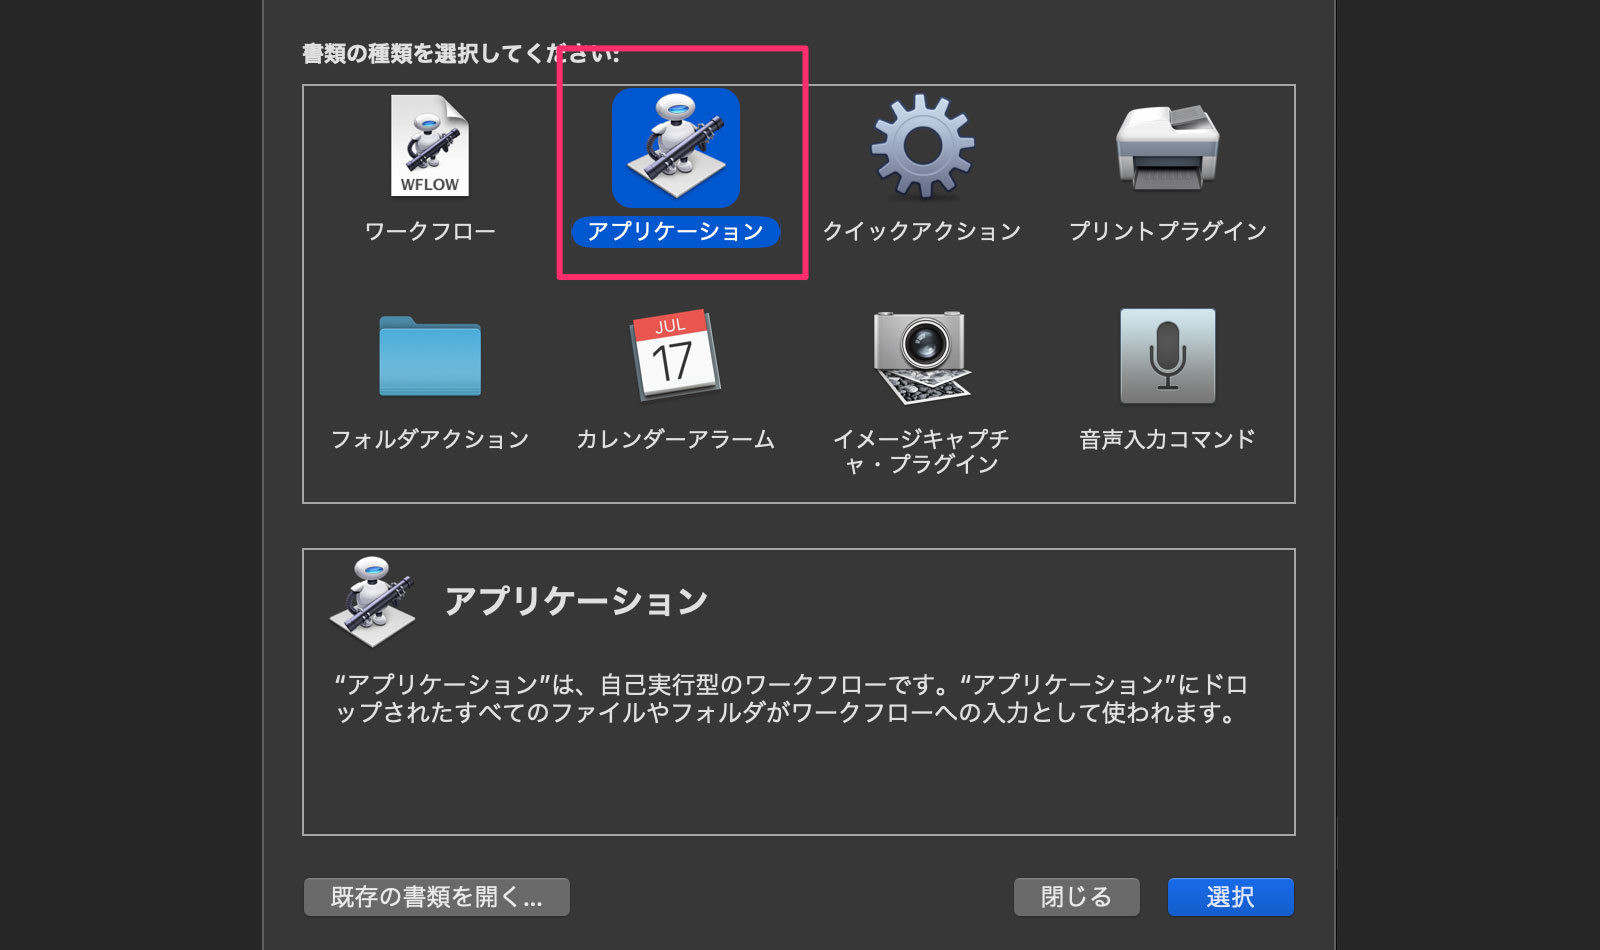 書類の種類を選択してください:
WFLOW
ワークフロー
アプリケーション
クイックアクション
プリントプラグイン
フォルダアクション
JUL
17
カレンダーアラーム
イメージキャプチ
ャ・プラグイン
音声入力コマンド
アプリケーション
“アプリケーション”は、自己実行型のワークフローです。“アプリケーション”にドロ
ップされたすべてのファイルやフォルダがワークフローへの入力として使われます。
既存の書類を開く...
閉じる
選択